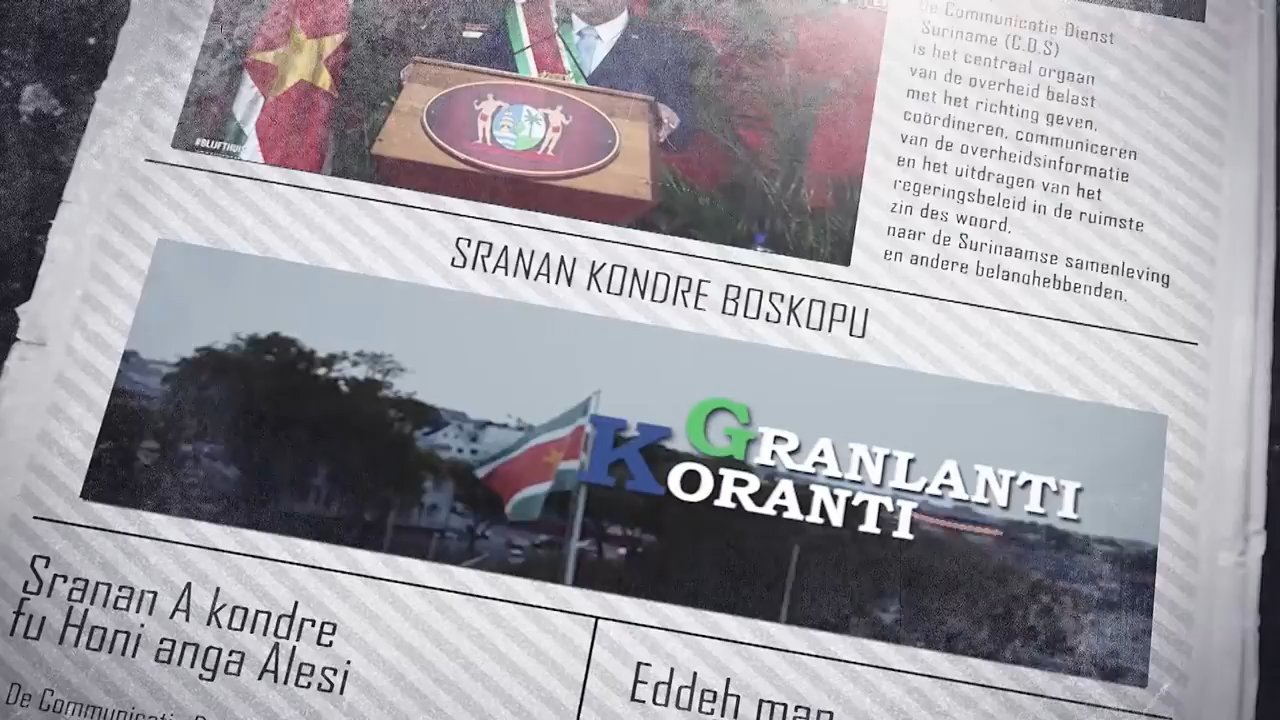 De Communicatie Dienst
Suriname (C.D.S)
is het centraal orgaan
van de overheid belast
met het richting geven,
coördineren, communiceren
van de overheidsinformatie
en het uitdragen van het
regeringsbeleid in de ruimste
zin des woord,
naar de Surinaamse samenleving
en andere belanghebbenden.
#BLIJFTHUIS
SRANAN KONDRE BOSKOPU
GRANLANTI
KORANTI
Sranan A kondre
fu Honi anga Alesi
Eddeh man
De Communicatie